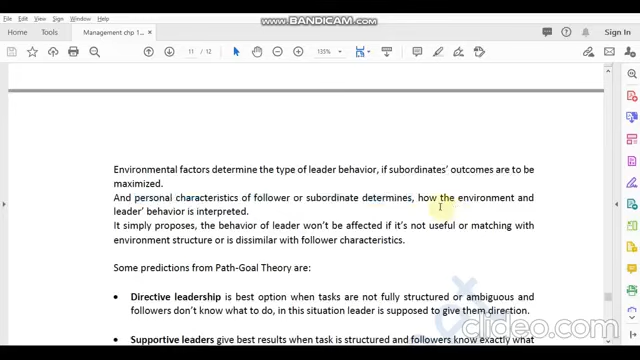 WWW.BANDICAM.COM
File Edit View Sign Window Help
Home Tools Management chp 1... × Sign In
11 / 12 135%
Environmental factors determine the type of leader behavior, if subordinates' outcomes are to be
maximized.
And personal characteristics of follower or subordinate determines, how the environment and
leader' behavior is interpreted.
It simply proposes, the behavior of leader won't be affected if it's not useful or matching with
environment structure or is dissimilar with follower characteristics.
Some predictions from Path-Goal Theory are:
• Directive leadership is best option when tasks are not fully structured or ambiguous and
followers don't know what to do, in this situation leader is supposed to give them direction.
clideo.com
• Supportive leaders give best results when task is structured and followers know exactly what